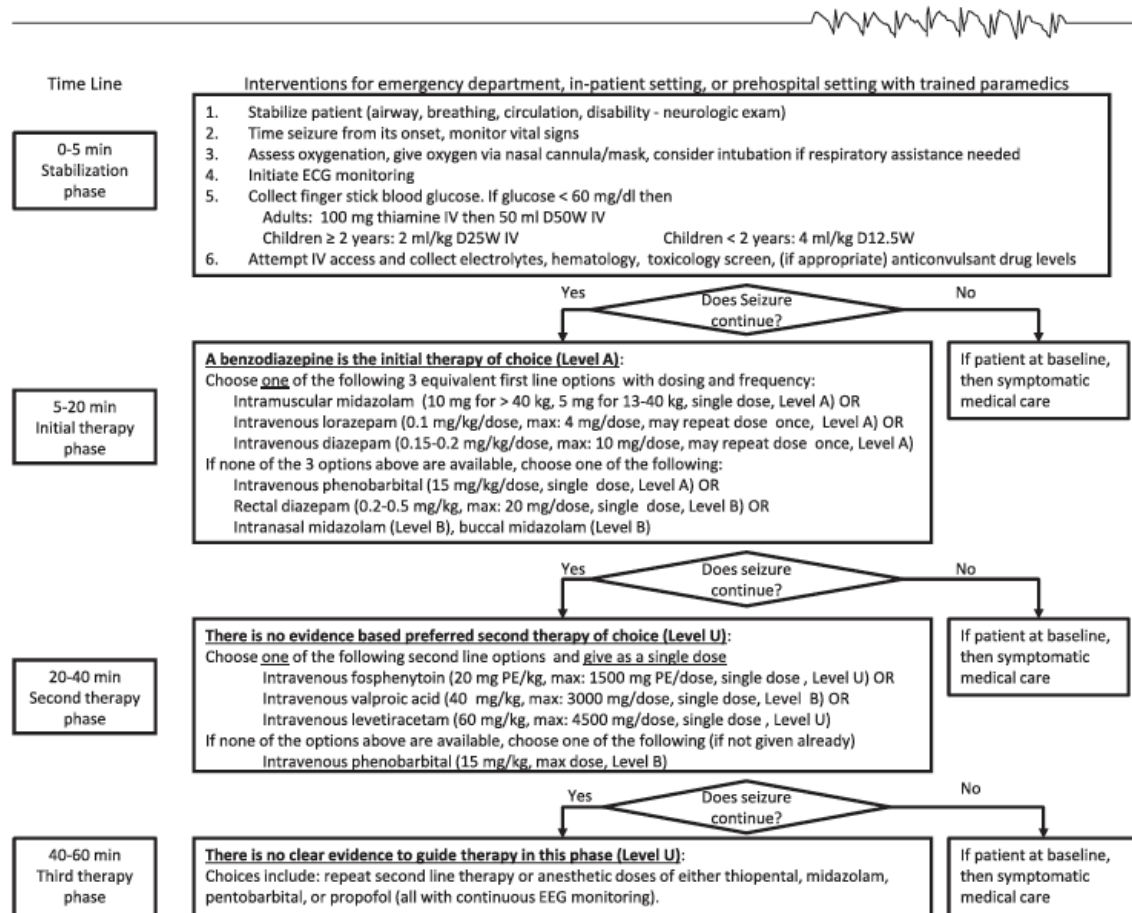 Time Line
Interventions for emergency department, in-patient setting, or prehospital setting with trained paramedics
0-5 min
Stabilization
phase
1. Stabilize patient (airway, breathing, circulation, disability - neurologic exam)
2. Time seizure from its onset, monitor vital signs
3. Assess oxygenation, give oxygen via nasal cannula/mask, consider intubation if respiratory assistance needed
4. Initiate ECG monitoring
5. Collect finger stick blood glucose. If glucose < 60 mg/dl then
Adults: 100 mg thiamine IV then 50 ml D50W IV
Children ≥ 2 years: 2 ml/kg D25W IV Children < 2 years: 4 ml/kg D12.5W
6. Attempt IV access and collect electrolytes, hematology, toxicology screen, (if appropriate) anticonvulsant drug levels
Yes
Does Seizure
continue?
No
5-20 min
Initial therapy
phase
A benzodiazepine is the initial therapy of choice (Level A):
Choose one of the following 3 equivalent first line options with dosing and frequency:
Intramuscular midazolam (10 mg for > 40 kg, 5 mg for 13-40 kg, single dose, Level A) OR
Intravenous lorazepam (0.1 mg/kg/dose, max: 4 mg/dose, may repeat dose once, Level A) OR
Intravenous diazepam (0.15-0.2 mg/kg/dose, max: 10 mg/dose, may repeat dose once, Level A)
If none of the 3 options above are available, choose one of the following:
Intravenous phenobarbital (15 mg/kg/dose, single dose, Level A) OR
Rectal diazepam (0.2-0.5 mg/kg, max: 20 mg/dose, single dose, Level B) OR
Intranasal midazolam (Level B), buccal midazolam (Level B)
If patient at baseline,
then symptomatic
medical care
Yes
Does seizure
continue?
No
20-40 min
Second therapy
phase
There is no evidence based preferred second therapy of choice (Level U):
Choose one of the following second line options and give as a single dose
Intravenous fosphenytoin (20 mg PE/kg, max: 1500 mg PE/dose, single dose , Level U) OR
Intravenous valproic acid (40 mg/kg, max: 3000 mg/dose, single dose, Level B) OR
Intravenous levetiracetam (60 mg/kg, max: 4500 mg/dose, single dose , Level U)
If none of the options above are available, choose one of the following (if not given already)
Intravenous phenobarbital (15 mg/kg, max dose, Level B)
If patient at baseline,
then symptomatic
medical care
Yes
Does seizure
continue?
No
40-60 min
Third therapy
phase
There is no clear evidence to guide therapy in this phase (Level U):
Choices include: repeat second line therapy or anesthetic doses of either thiopental, midazolam,
pentobarbital, or propofol (all with continuous EEG monitoring).
If patient at baseline,
then symptomatic
medical care